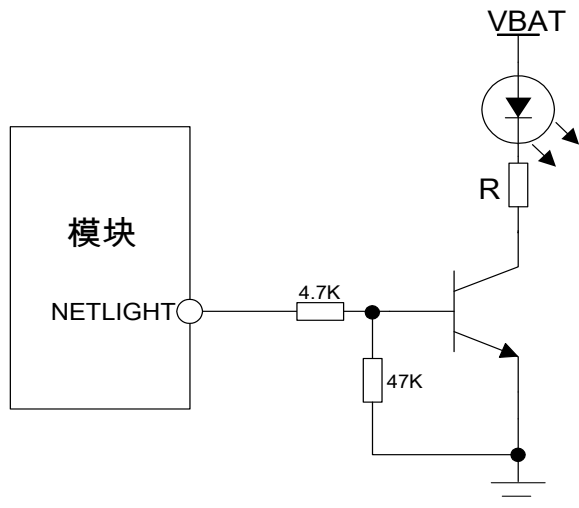 VBAT
R
模块
4.7K
NETLIGHT
47K